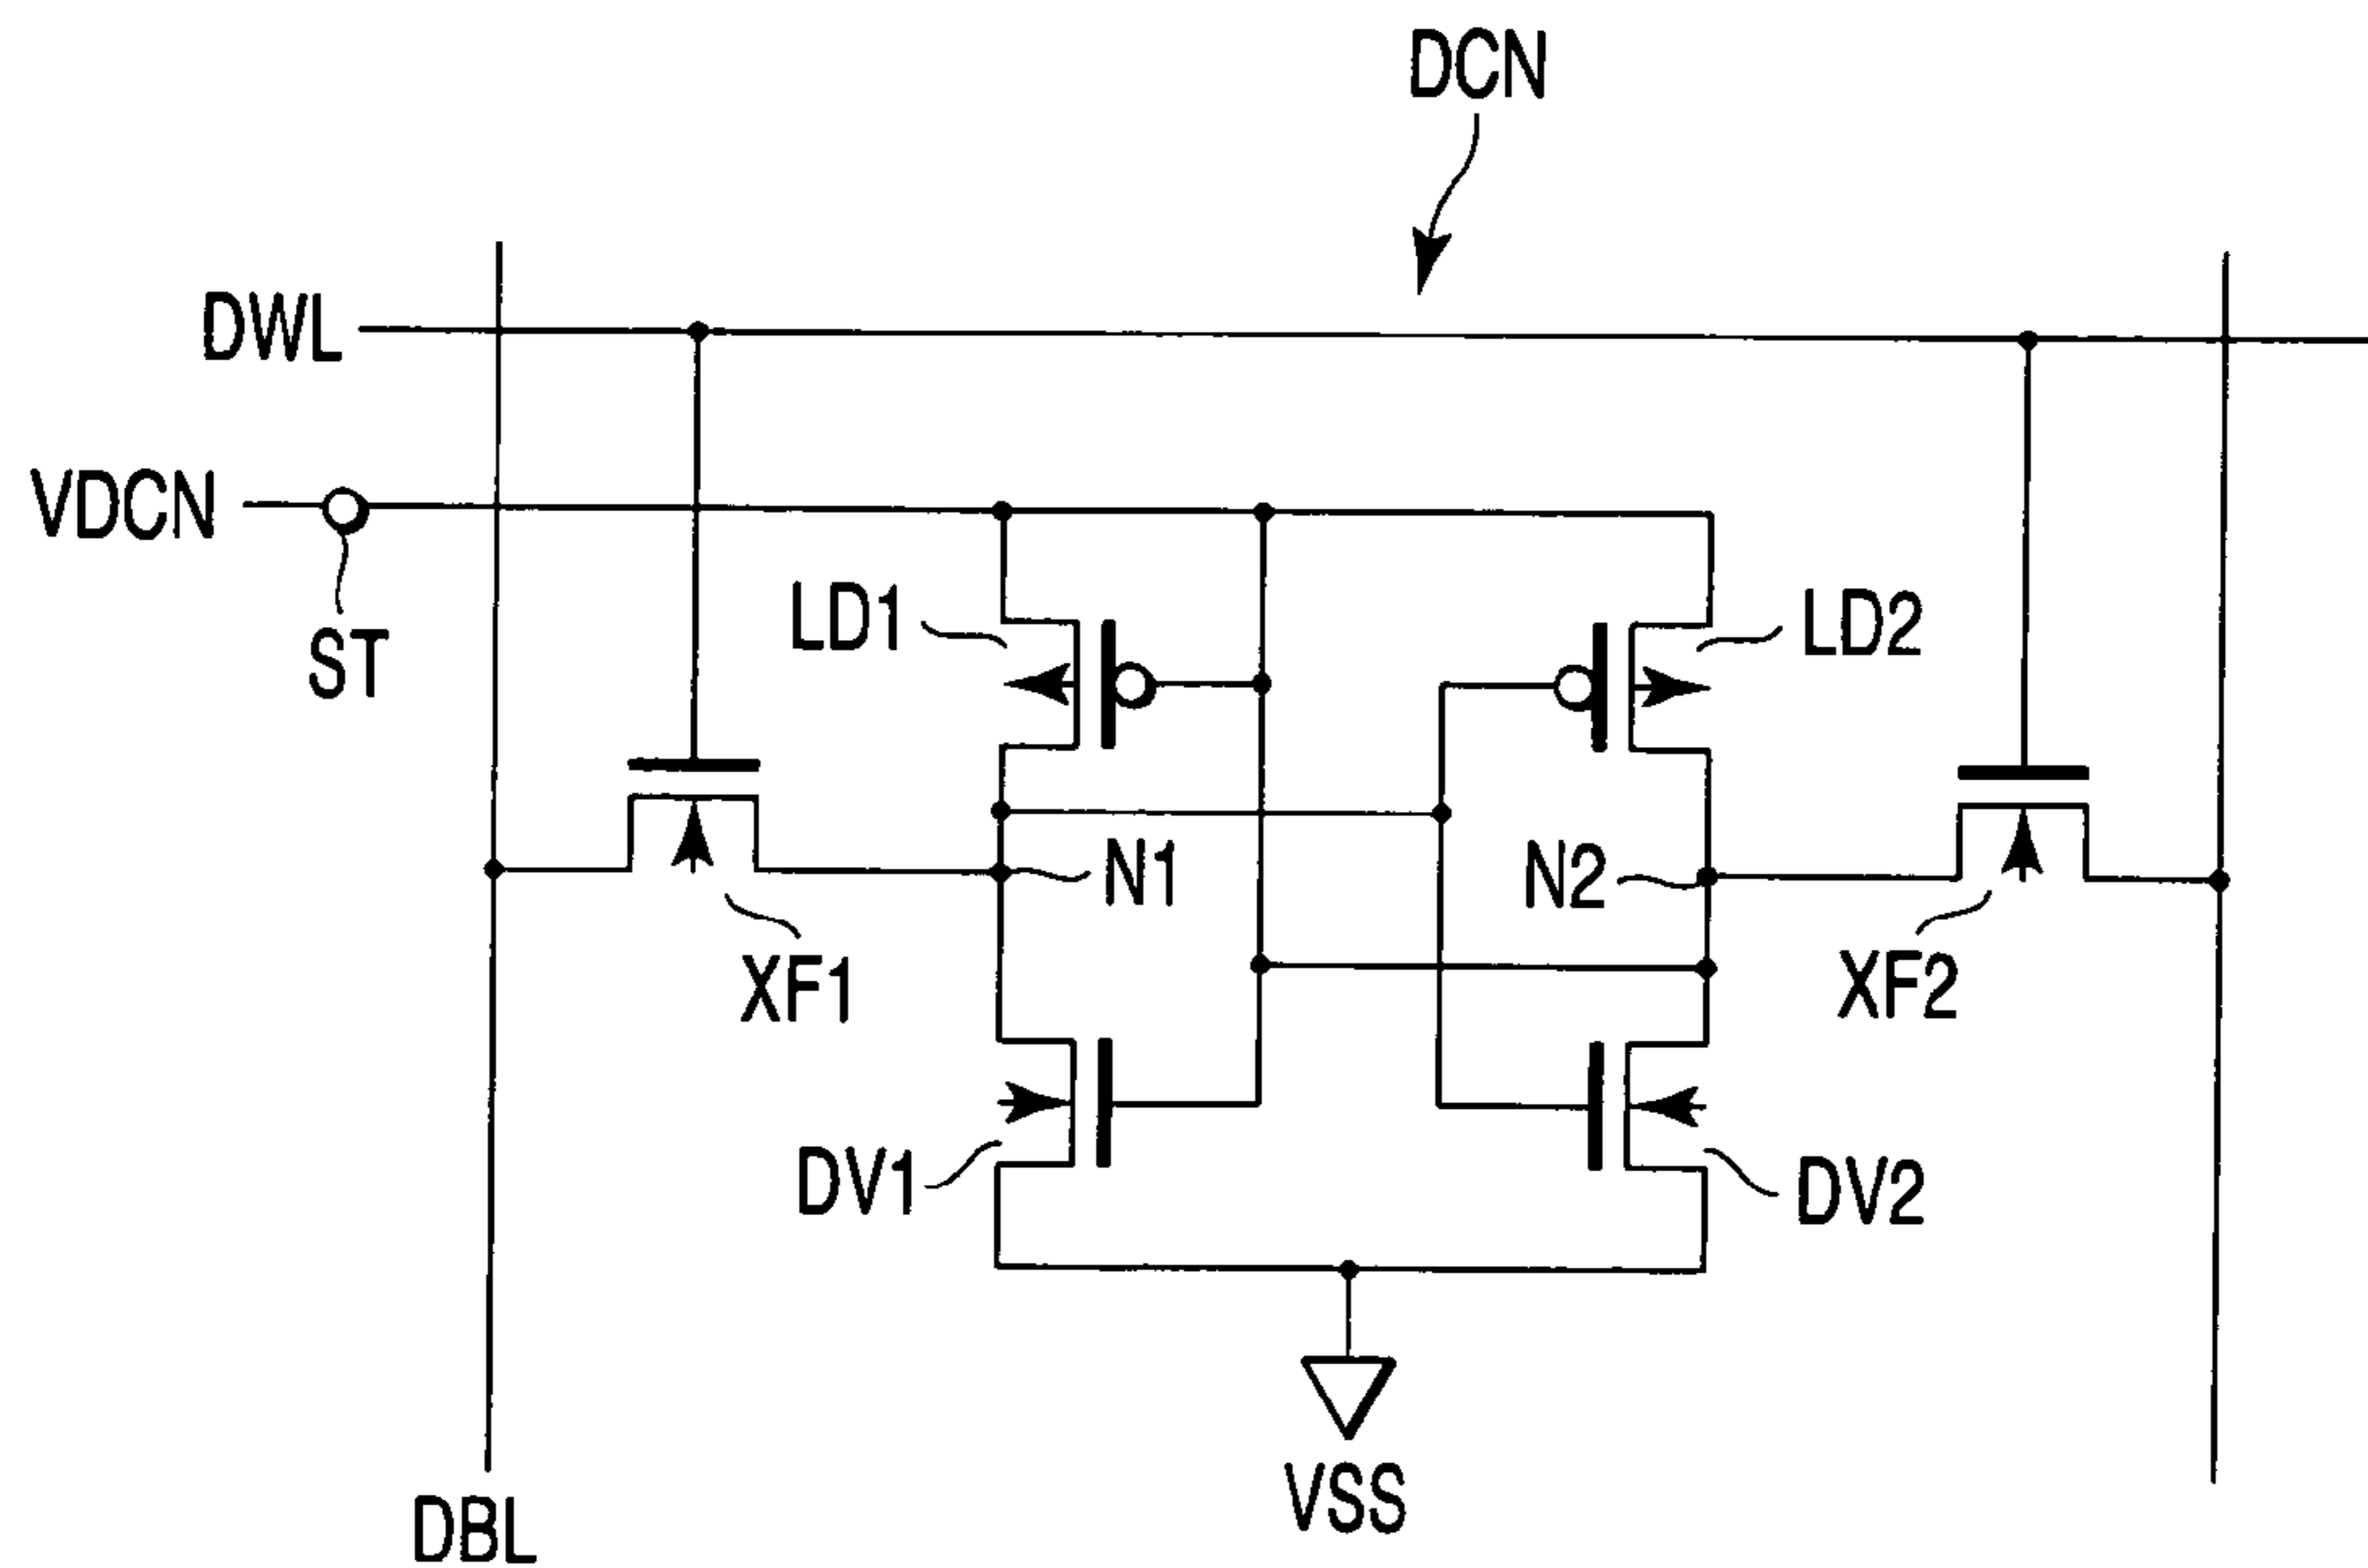 DCN
DWL
VDCN
ST
LD1
LD2
N1
N2
XF1
XF2
DV1
DV2
VSS
DBL